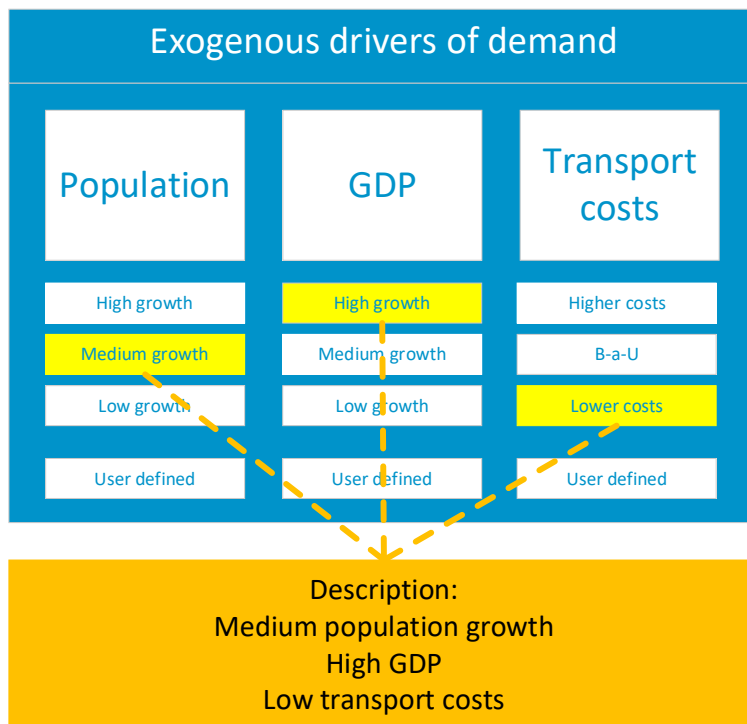 Exogenous drivers of demand
Population
GDP
Transport
costs
High growth
High growth
Higher costs
Medium growth
Medium growth
B-a-U
Low growth
Low growth
Lower costs
User defined
User defined
User defined
Description:
Medium population growth
High GDP
Low transport costs